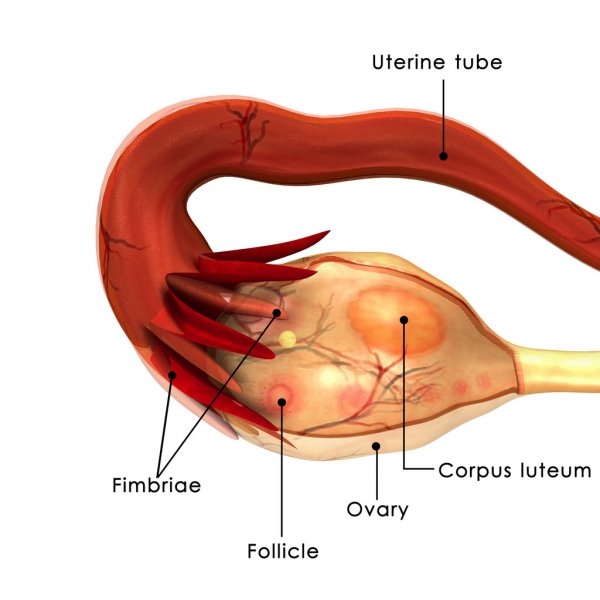 Uterine tube
Fimbriae
Corpus luteum
Ovary
Follicle